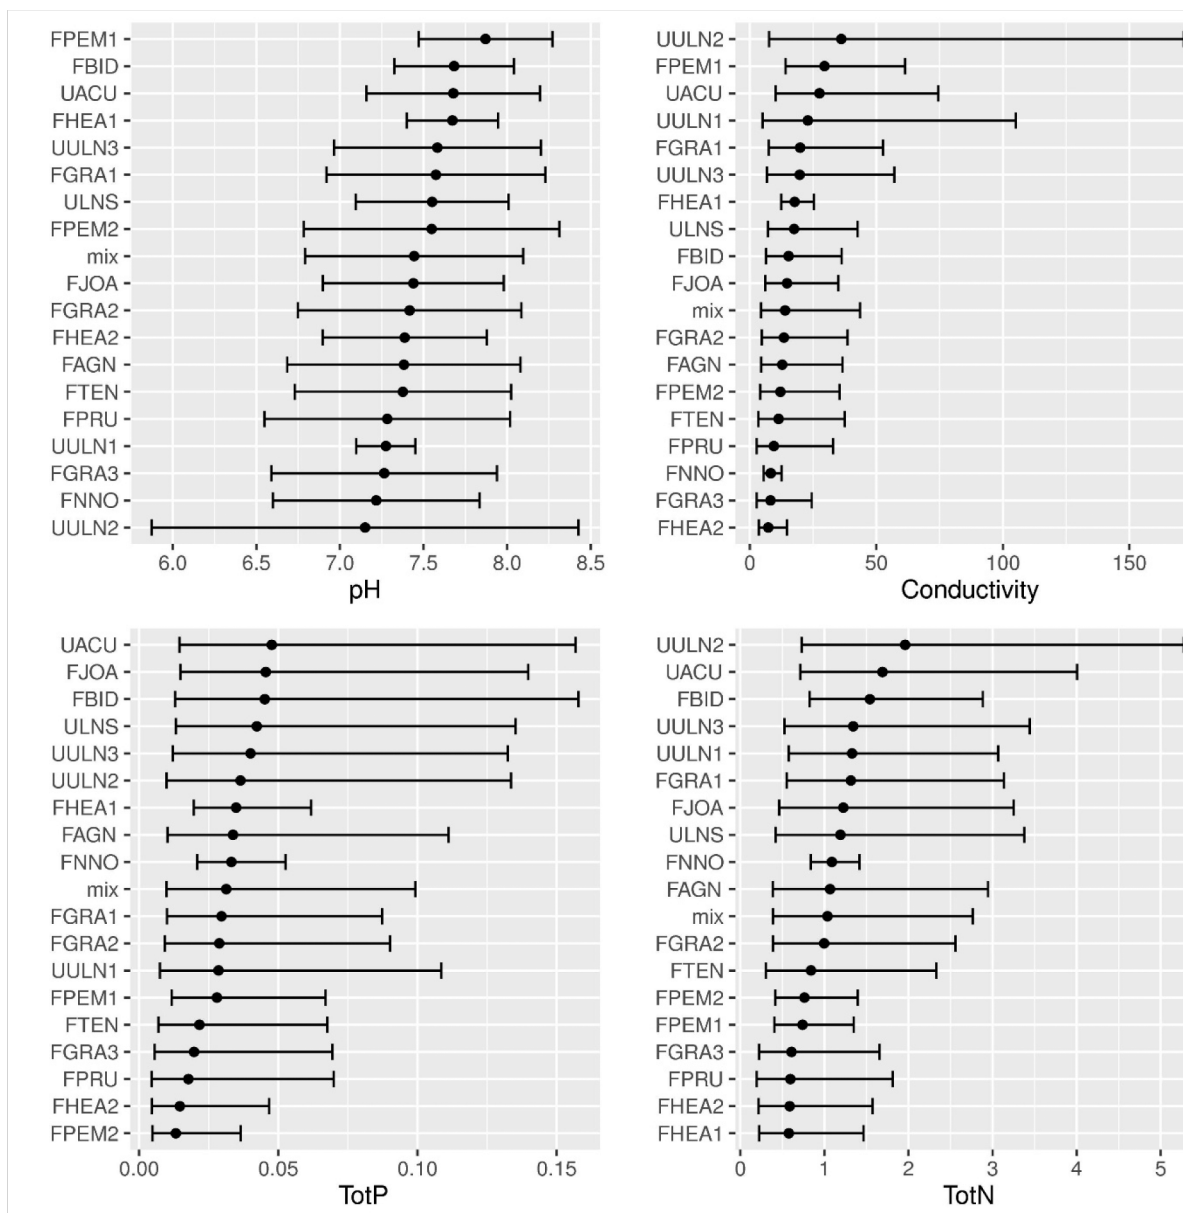 FPEM1
FBID
UACU
FHEA1
UULN3
FGRA1
ULNS
FPEM2
mix
FJOA
FGRA2
FHEA2
FAGN
FTEN
FPRU
UULN1
FGRA3
FNNO
UULN2
6.0 6.5 7.0 7.5 8.0 8.5
pH
UULN2
FPEM1
UACU
UULN1
FGRA1
UULN3
FHEA1
ULNS
FBID
FJOA
mix
FGRA2
FAGN
FPEM2
FTEN
FPRU
FNNO
FGRA3
FHEA2
0 50 100 150
Conductivity
UACU
FJOA
FBID
ULNS
UULN3
UULN2
FHEA1
FAGN
FNNO
mix
FGRA1
FGRA2
UULN1
FPEM1
FTEN
FGRA3
FPRU
FHEA2
FPEM2
0.00 0.05 0.10 0.15
TotP
UULN2
UACU
FBID
UULN3
UULN1
FGRA1
FJOA
ULNS
FNNO
FAGN
mix
FGRA2
FTEN
FPEM2
FPEM1
FGRA3
FPRU
FHEA2
FHEA1
0 1 2 3 4 5
TotN